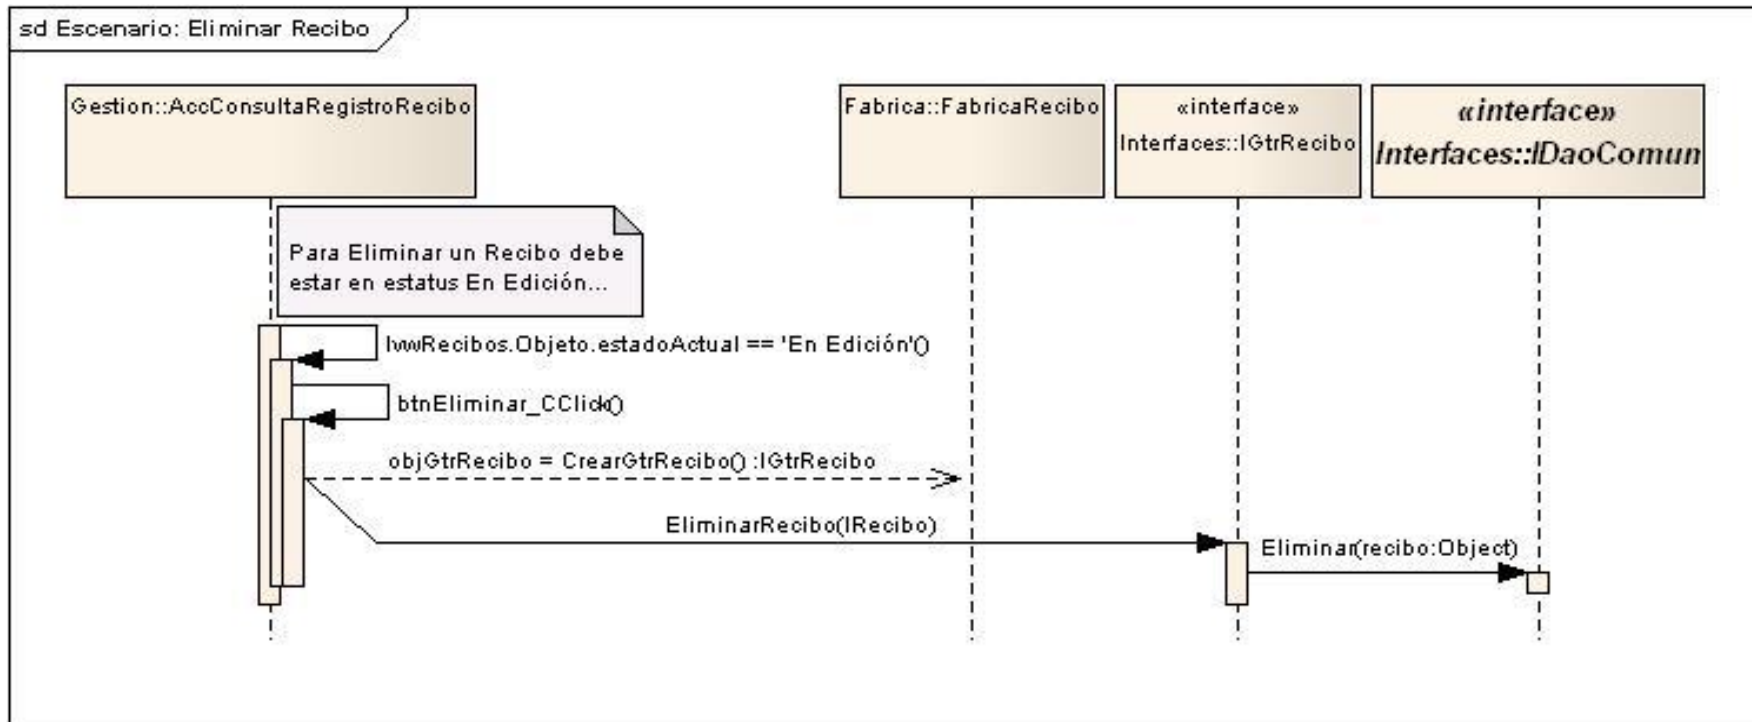 sd Escenario: Eliminar Recibo
Gestion::AccConsultaRegistroRecibo
Fabrica::FabricaRecibo
«interface»
Interfaces::IGtrRecibo
«interface»
Interfaces::IDaoComun
Para Eliminar un Recibo debe
estar en estatus En Edición...
lvwRecibos.Objeto.estadoActual == 'En Edición'()
btnEliminar_CClick()
objGtrRecibo = CrearGtrRecibo() :IGtrRecibo
EliminarRecibo(IRecibo)
Eliminar(recibo:Object)